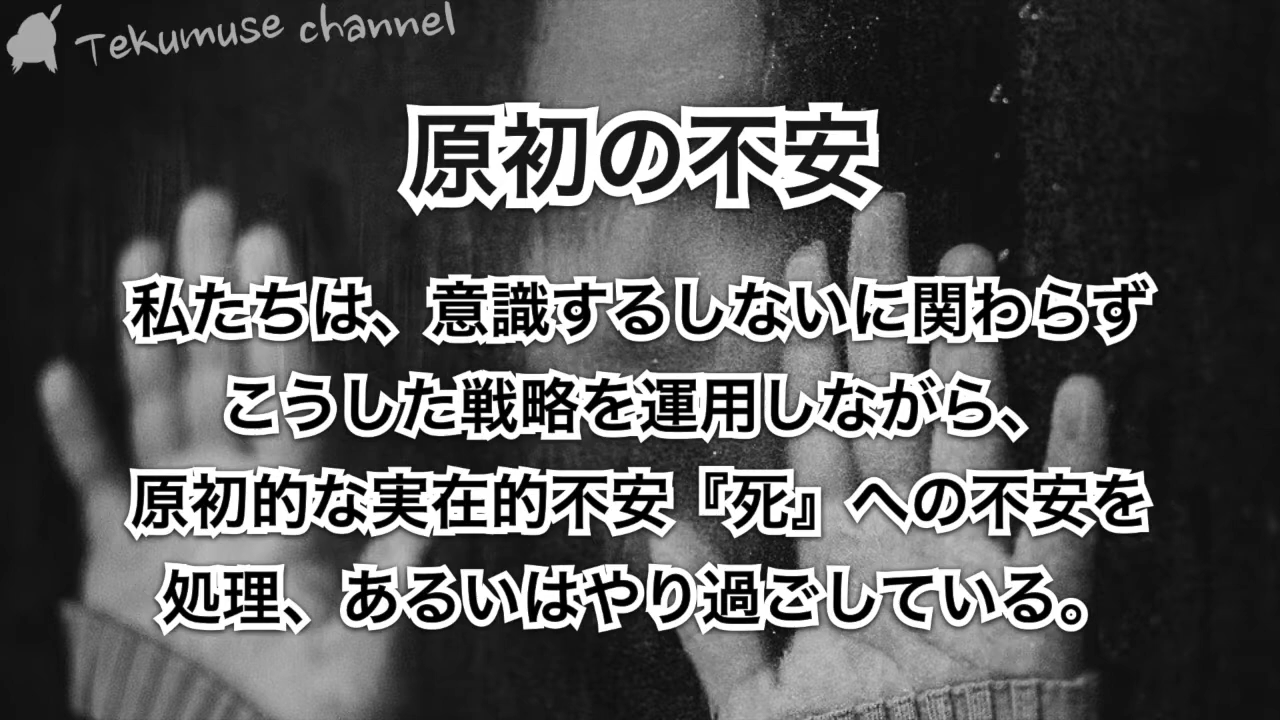 Tekumuse channel
原初の不安
私たちは、意識するしないに関わらず
こうした戦略を運用しながら、
原初的な実在的不安『死』への不安を
処理、あるいはやり過ごしている。